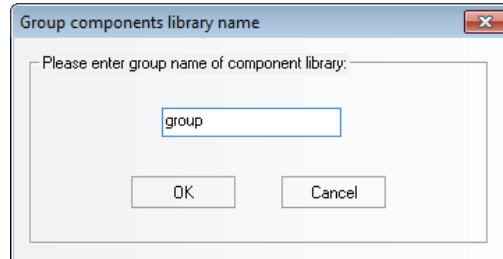 Group components library name
Please enter group name of component library:
group
OK
Cancel